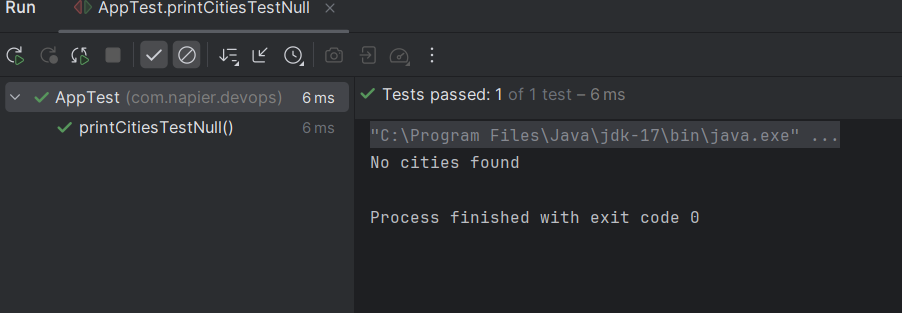 Run AppTest.printCitiesTestNull ×
AppTest (com.napier.devops) 6 ms
printCitiesTestNull() 6 ms
Tests passed: 1 of 1 test – 6 ms
"C:\Program Files\Java\jdk-17\bin\java.exe" ...
No cities found
Process finished with exit code 0